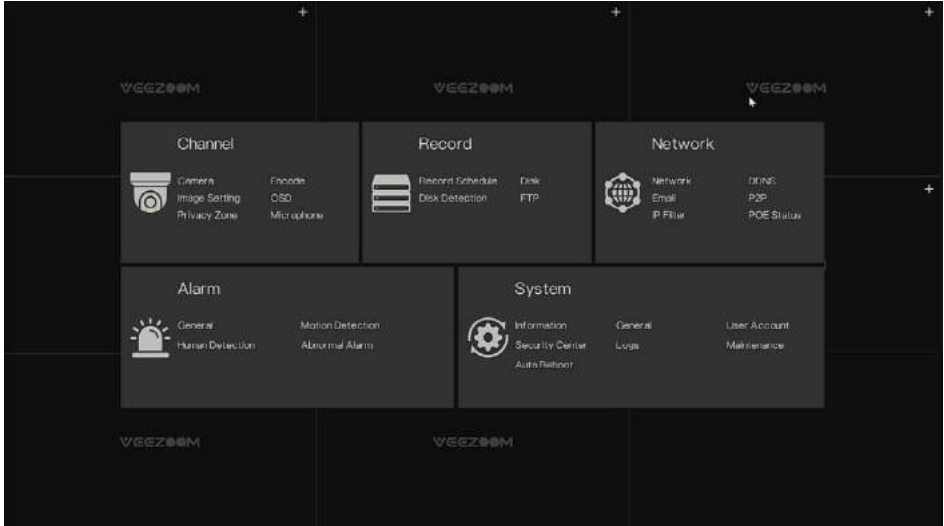 VEEZOOM VEEZOOM VEEZOOM
Channel
Camera Encode
Image Setting OSD
Privacy Zone Microphone
Record
Record Schedule Disk
Disk Detection FTP
Network
Network DDNS
Email P2P
IP Filter POE Status
Alarm
General Motion Detection
Human Detection Abnormal Alarm
System
Information General User Account
Security Center Logs Maintenance
Auto Reboot
VEEZOOM VEEZOOM